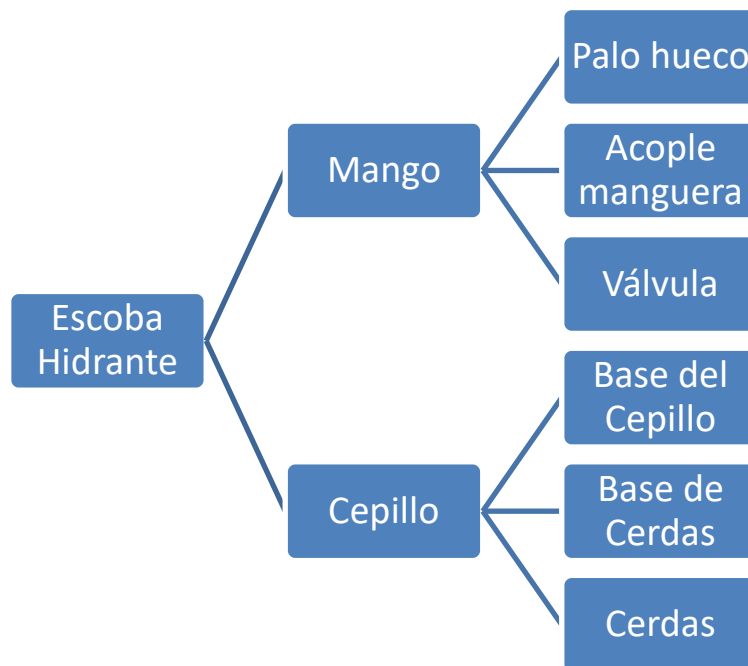 Palo hueco
Mango
Acople
manguera
Válvula
Escoba
Hidrante
Base del
Cepillo
Cepillo
Base de
Cerdas
Cerdas